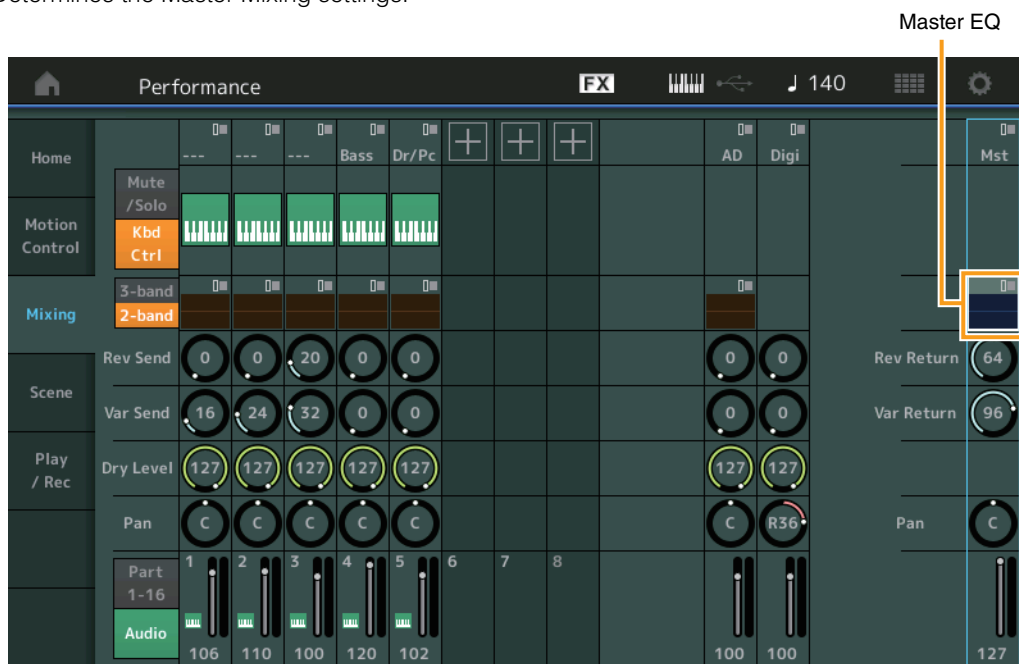 Determines the Master Mixing settings.
Master EQ
Performance FX 140
--- --- --- Bass Dr/Pc AD Digi Mst
Home
Mute
/Solo
Motion
Control
Kbd
Ctrl
3-band
Mixing 2-band
Rev Send 0 0 20 0 0 0 0 Rev Return 64
Scene
Var Send 16 24 32 0 0 0 0 Var Return 96
Play
/ Rec
Dry Level 127 127 127 127 127 127 127
Pan C C C C C C R36 Pan C
1 2 3 4 5 6 7 8
Part
1-16
Audio
106 110 100 120 102 100 100 127